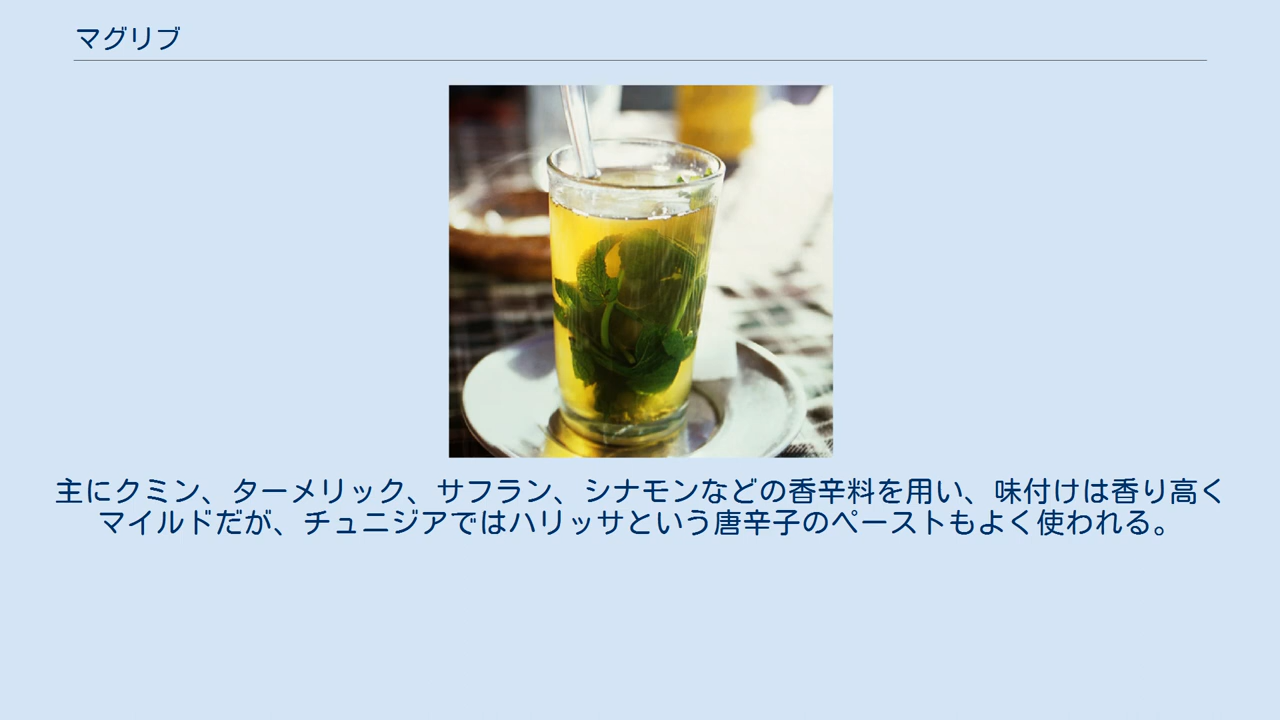 マグリブ
主にクミン、ターメリック、サフラン、シナモンなどの香辛料を用い、味付けは香り高く
マイルドだが、チュニジアではハリッサという唐辛子のペーストもよく使われる。